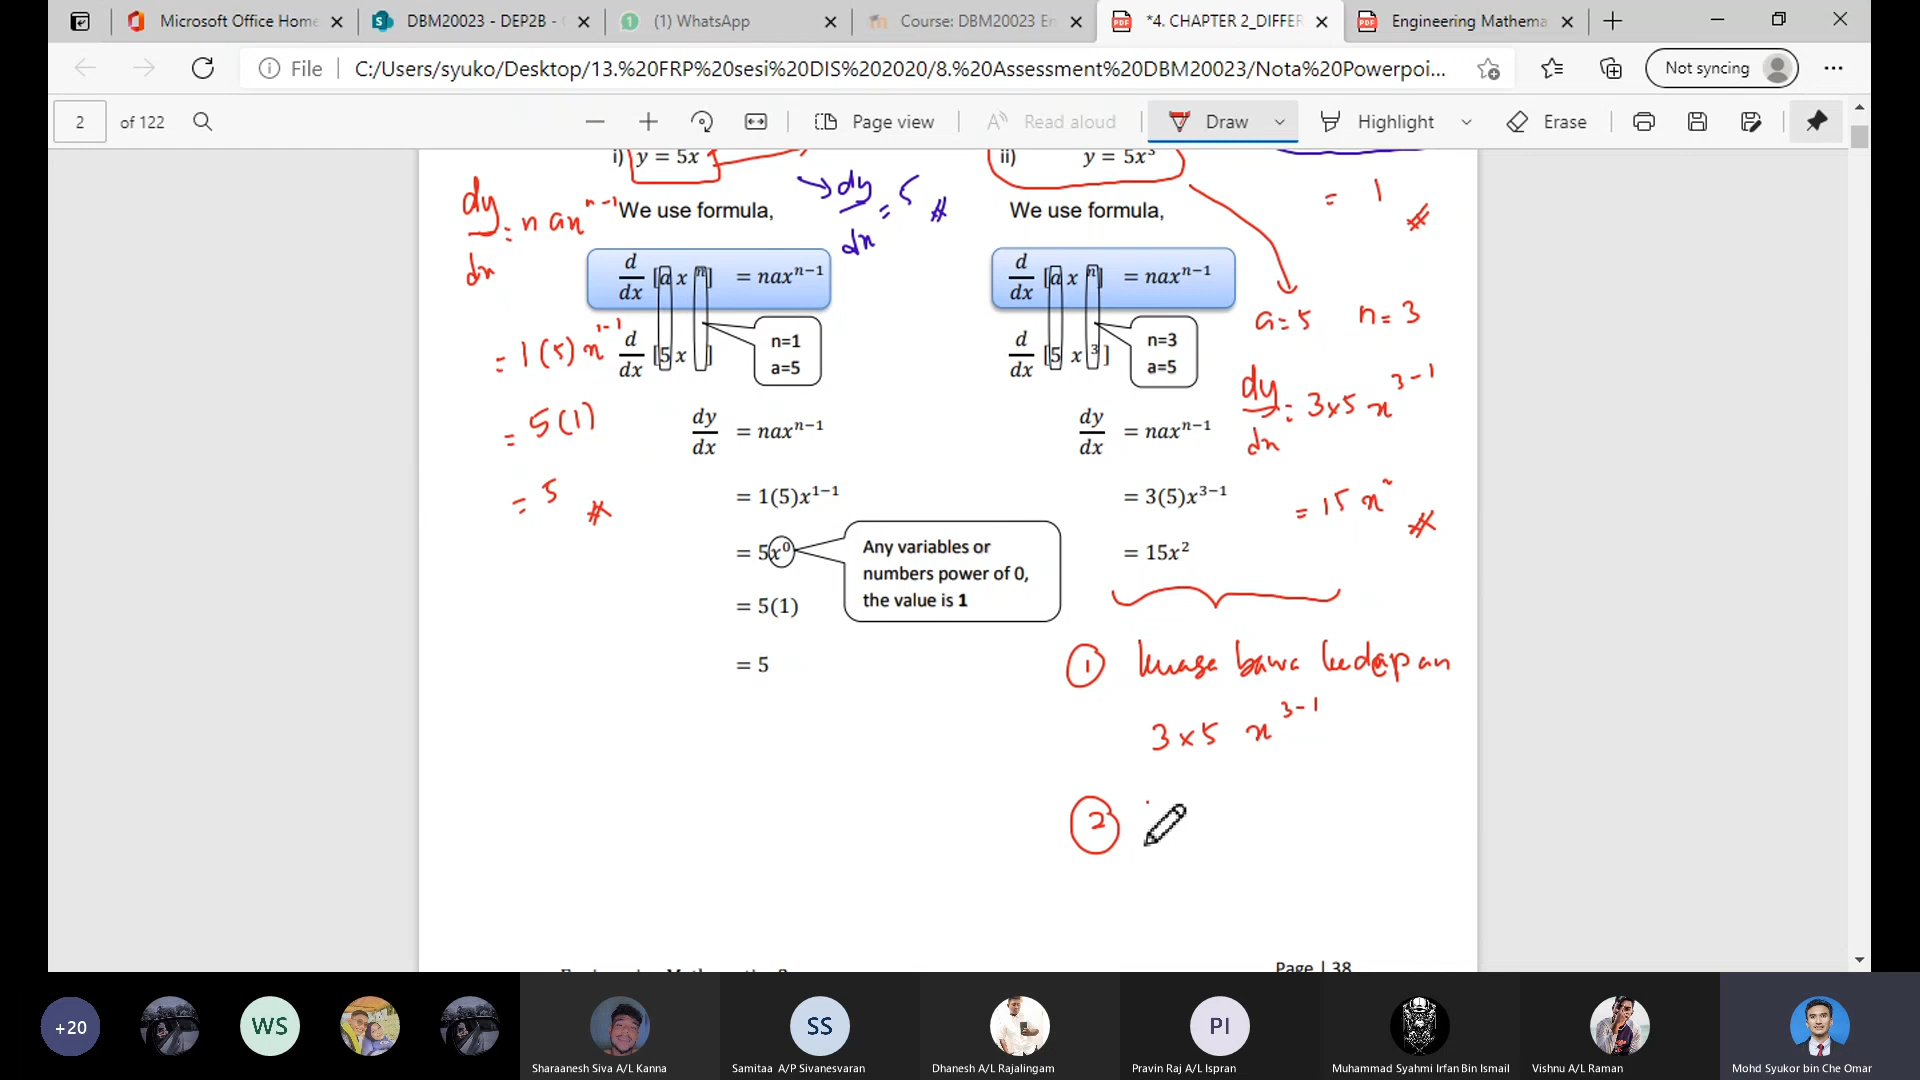 Microsoft Office Home
DBM20023 - DEP2B -
(1) WhatsApp
Course: DBM20023 En
*4. CHAPTER 2_DIFFER
Engineering Mathema
File
C:/Users/syuko/Desktop/13.%20FRP%20sesi%20DIS%202020/8.%20Assessment%20DBM20023/Nota%20Powerpoi...
Not syncing
2 of 122
Page view
Read aloud
Draw
Highlight
Erase
i) y = 5x
ii) y = 5x³
dy/dx = n ax^(n-1)
We use formula,
dy/dx = 5 #
We use formula,
= 1 #
d/dx [a x^n] = nax^(n−1)
d/dx [a x^n] = nax^(n−1)
a = 5 n = 3
= 1(5)x^(1-1)
d/dx [5 x ]
n=1
a=5
d/dx [5 x ³]
n=3
a=5
dy/dx = 3x5 x^(3-1)
= 5(1)
dy/dx = nax^(n−1)
dy/dx = nax^(n−1)
= 5 #
= 1(5)x^(1−1)
= 3(5)x^(3−1)
= 15x² #
= 5x⁰
Any variables or
numbers power of 0,
the value is 1
= 15x²
= 5(1)
= 5
1 kuasa bawa kedepan
3x5 x^(3-1)
2
Page | 38
+20
WS
SS
PI
Sharaanesh Siva A/L Kanna
Samitaa A/P Sivanesvaran
Dhanesh A/L Rajalingam
Pravin Raj A/L Ispran
Muhammad Syahmi Irfan Bin Ismail
Vishnu A/L Raman
Mohd Syukor bin Che Omar